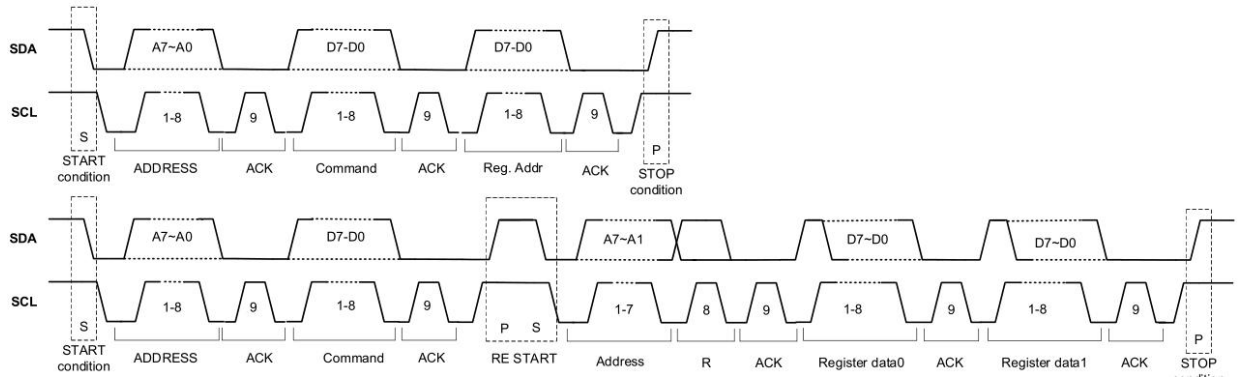 SDA A7~A0 D7-D0 D7-D0
SCL 1-8 9 1-8 9 1-8 9
S P
START condition ADDRESS ACK Command ACK Reg. Addr ACK STOP condition
SDA A7~A0 D7-D0 A7~A1 D7~D0 D7~D0
SCL 1-8 9 1-8 9 1-7 8 9 1-8 9 1-8 9
S P S P
START condition ADDRESS ACK Command ACK RE START Address R ACK Register data0 ACK Register data1 ACK STOP